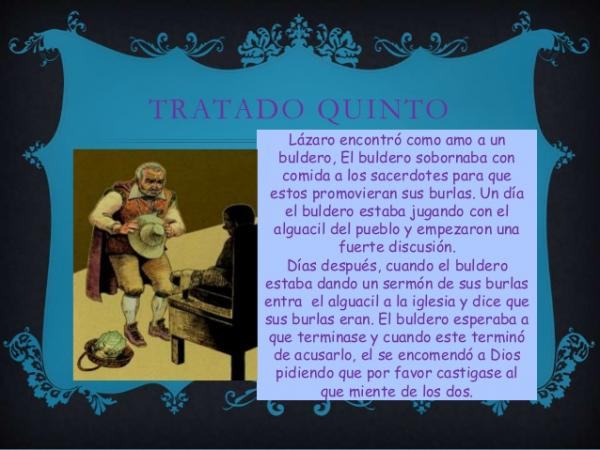 TRATADO QUINTO
Lázaro encontró como amo a un
buldero, El buldero sobornaba con
comida a los sacerdotes para que
estos promovieran sus burlas. Un día
el buldero estaba jugando con el
alguacil del pueblo y empezaron una
fuerte discusión.
Días después, cuando el buldero
estaba dando un sermón de sus burlas
entra el alguacil a la iglesia y dice que
sus burlas eran. El buldero esperaba a
que terminase y cuando este terminó
de acusarlo, el se encomendó a Dios
pidiendo que por favor castigase al
que miente de los dos.